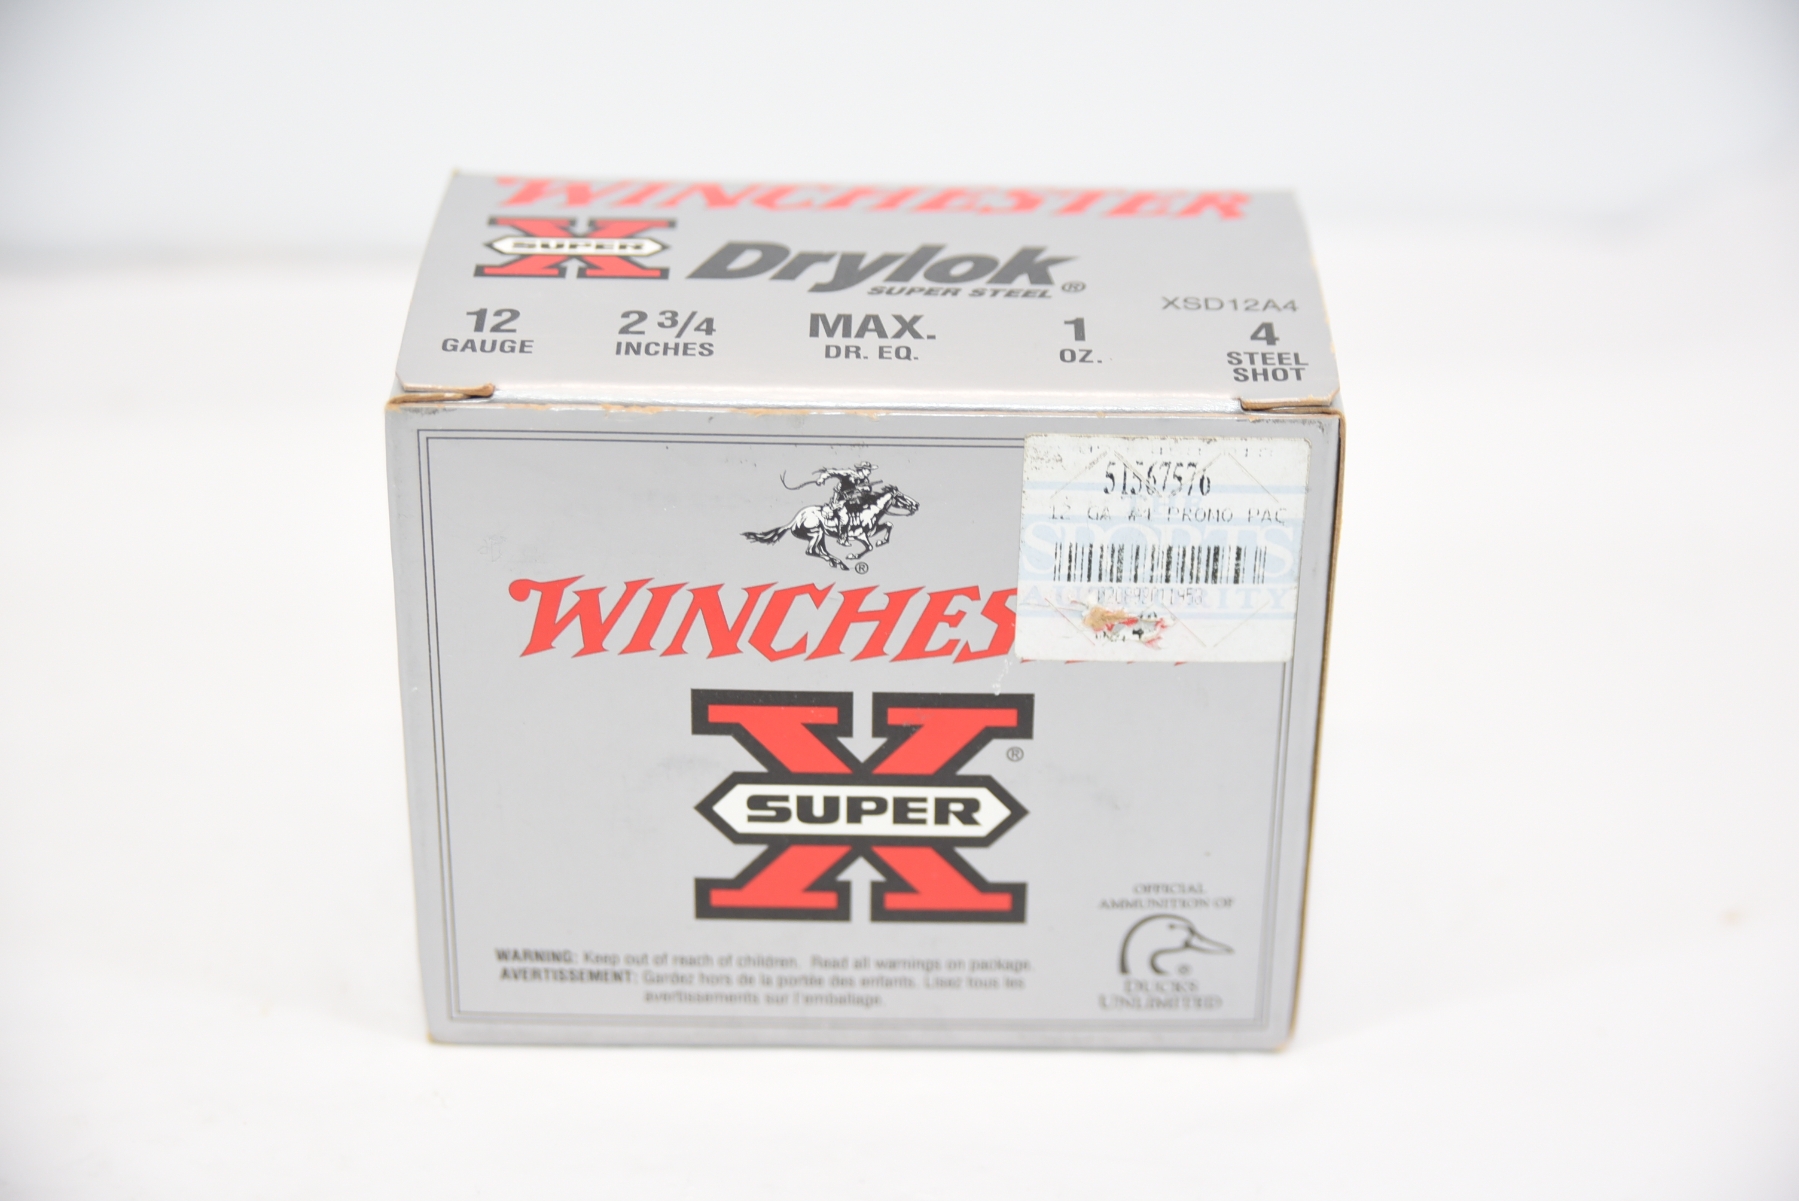 WINCHESTER
SUPER X Drylok ®
SUPER STEEL
XSD12A4
12 2 3/4 MAX. 1 4
GAUGE INCHES DR. EQ. OZ. STEEL
SHOT
51567576
GA PROMO PAC
SPORTS
®
WINCHES
X ®
SUPER
OFFICIAL
AMMUNITION OF
®
DUCKS
UNLIMITED
WARNING: Keep out of reach of children. Read all warnings on package.
AVERTISSEMENT: Gardez hors de la portée des enfants. Lisez tous les
avertissements sur l'emballage.